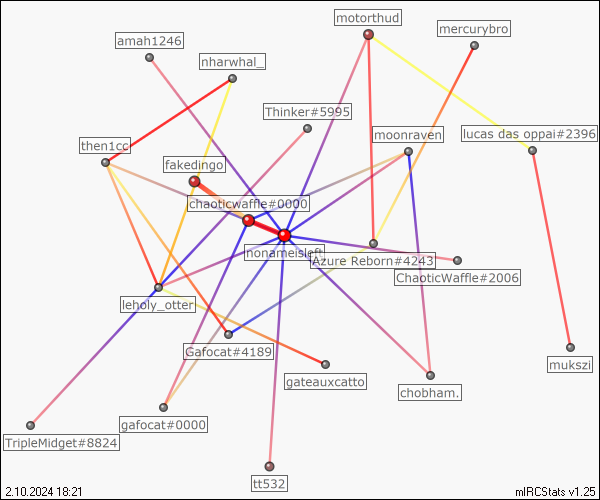 motorthud
mercurybro
amah1246
nharwhal_
Thinker#5995
moonraven
lucas das oppai#2396
then1cc
fakedingo
chaoticwaffle#0000
nonameisleft
Azure Reborn#4243
ChaoticWaffle#2006
leholy_otter
Gafocat#4189
mukszi
gateauxcatto
chobham.
gafocat#0000
TripleMidget#8824
tt532
2.10.2024 18:21
mIRCStats v1.25